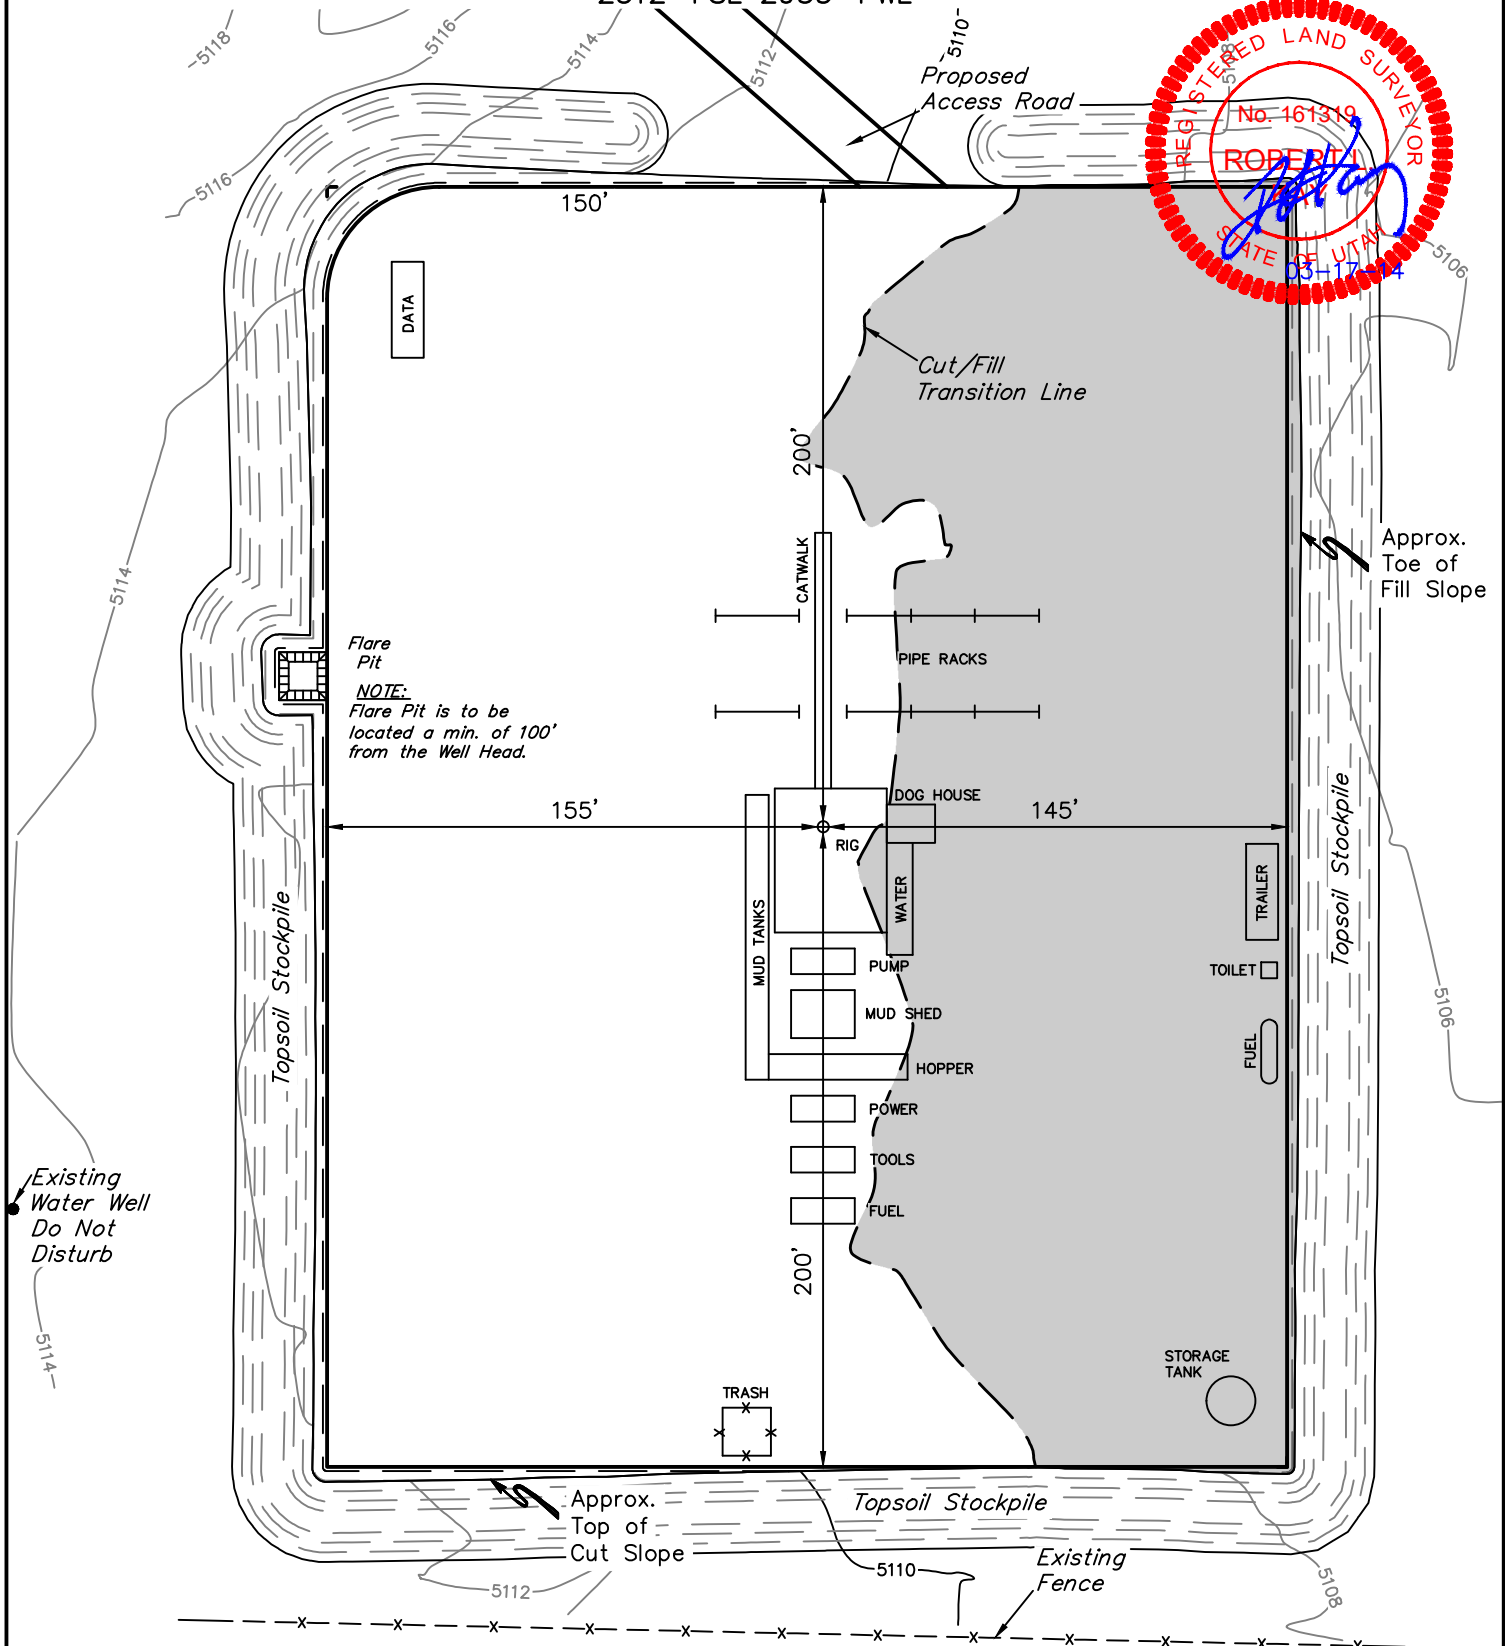 5118
5116
5114
5112
5110
Proposed
Access Road
REGISTERED LAND SURVEYOR
No. 161319
ROBERT L.
STATE OF UTAH
03-17-14
5106
5116
150'
DATA
Cut/Fill
Transition Line
200'
CATWALK
Approx.
Toe of
Fill Slope
5114
Flare
Pit
NOTE:
Flare Pit is to be
located a min. of 100'
from the Well Head.
PIPE RACKS
DOG HOUSE
155'
145'
RIG
Topsoil Stockpile
Topsoil Stockpile
MUD TANKS
WATER
TRAILER
PUMP
TOILET
MUD SHED
5106
FUEL
HOPPER
POWER
TOOLS
FUEL
Existing
Water Well
Do Not
Disturb
200'
5114
STORAGE
TANK
TRASH
Approx.
Top of
Cut Slope
Topsoil Stockpile
5112
5110
Existing
Fence
5108